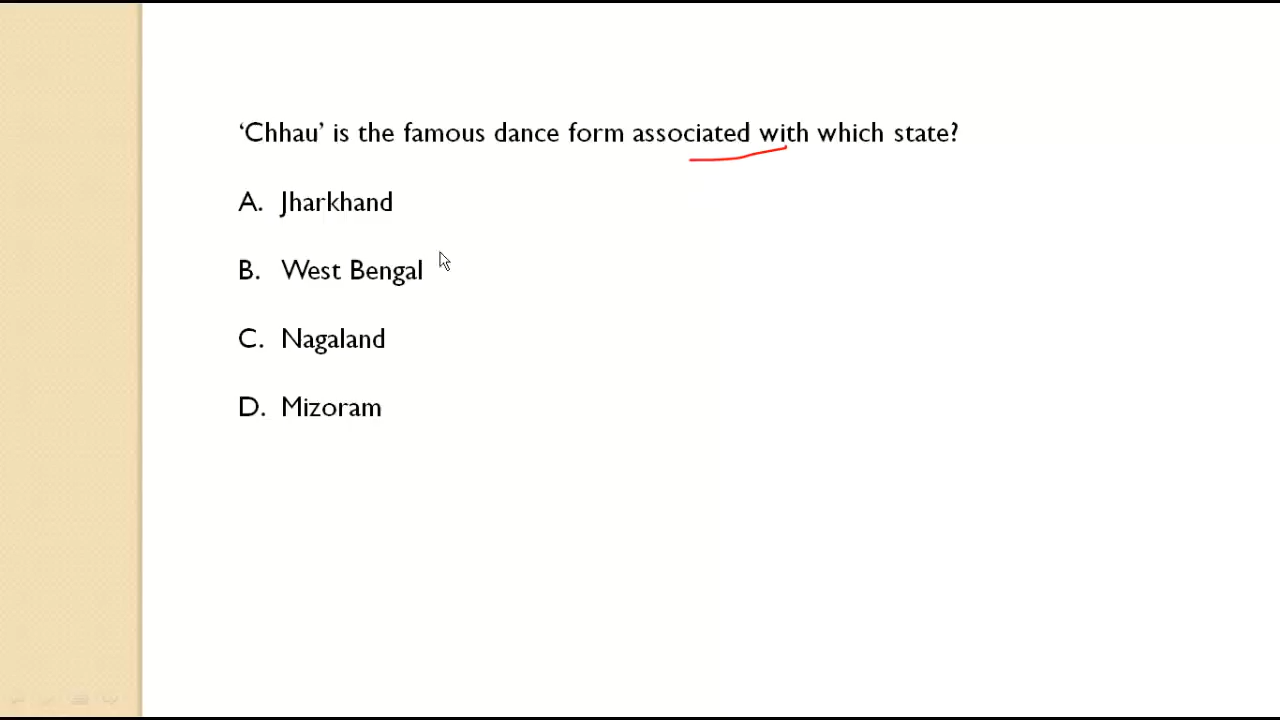 ‘Chhau’ is the famous dance form associated with which state?
A. Jharkhand
B. West Bengal
C. Nagaland
D. Mizoram